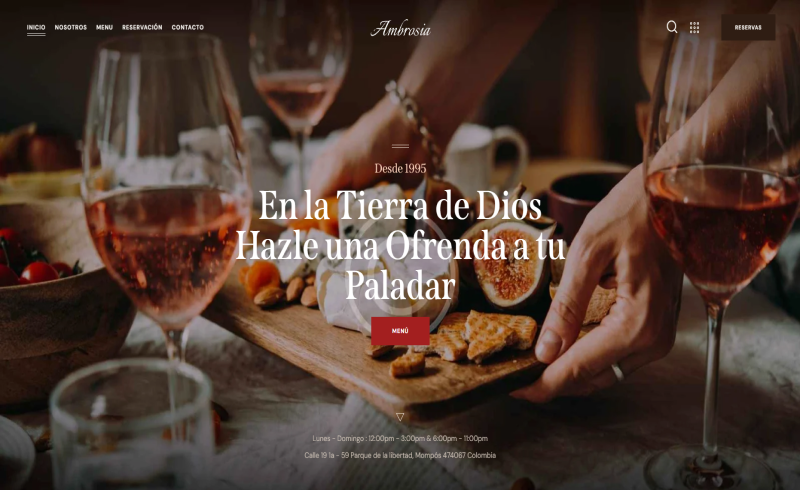 INICIO NOSOTROS MENU RESERVACIÓN CONTACTO
Ambrosia
RESERVAS
Desde 1995
En la Tierra de Dios
Hazle una Ofrenda a tu
Paladar
MENÚ
Lunes – Domingo : 12:00pm – 3:00pm & 6:00pm – 11:00pm
Calle 19 1a – 59 Parque de la libertad, Mompós 474067 Colombia